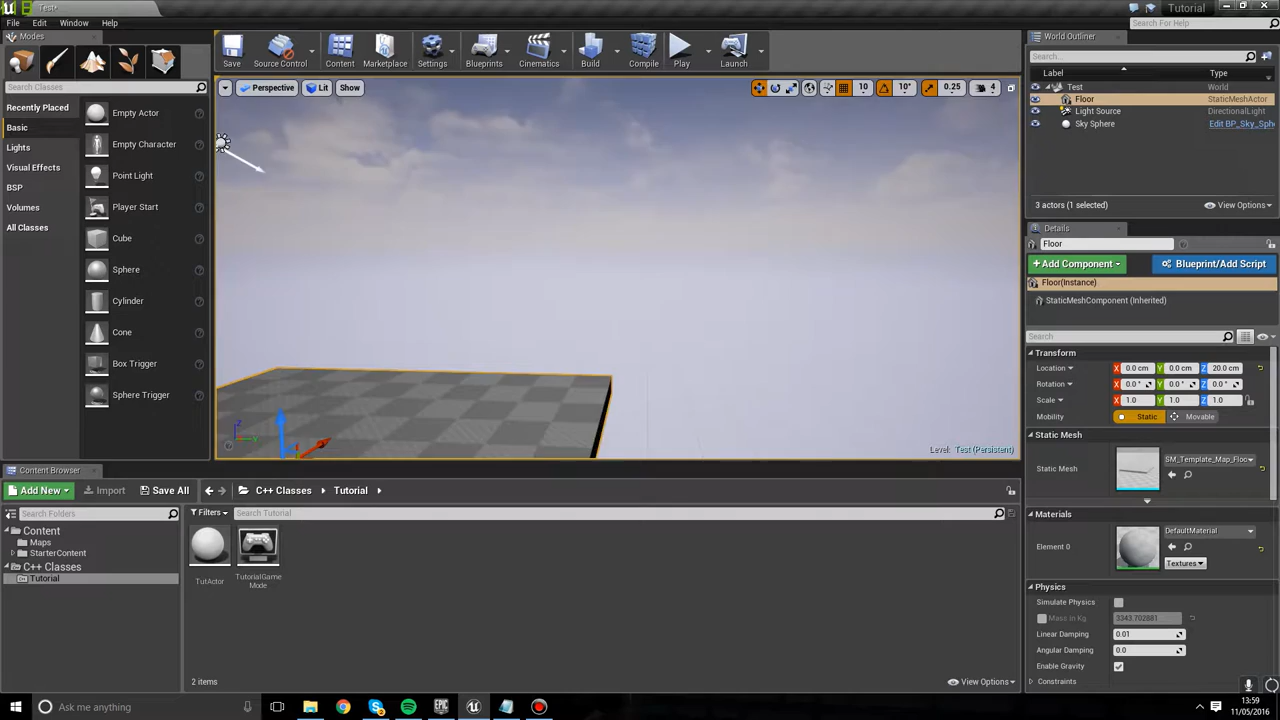 Test*
Tutorial
File
Edit
Window
Help
Search For Help
Modes
Save
Source Control
Content
Marketplace
Settings
Blueprints
Cinematics
Build
Compile
Play
Launch
Search Classes
Recently Placed
Basic
Lights
Visual Effects
BSP
Volumes
All Classes
Empty Actor
Empty Character
Point Light
Player Start
Cube
Sphere
Cylinder
Cone
Box Trigger
Sphere Trigger
Perspective
Lit
Show
10
10°
0.25
4
Level: Test (Persistent)
World Outliner
Search...
Label
Type
Test
World
Floor
StaticMeshActor
Light Source
DirectionalLight
Sky Sphere
Edit BP_Sky_Sph
3 actors (1 selected)
View Options
Details
Floor
+Add Component
Blueprint/Add Script
Floor(Instance)
StaticMeshComponent (Inherited)
Search
Transform
Location
X 0.0 cm Y 0.0 cm Z 20.0 cm
Rotation
X 0.0 ° Y 0.0 ° Z 0.0 °
Scale
X 1.0 Y 1.0 Z 1.0
Mobility
Static
Movable
Static Mesh
Static Mesh
SM_Template_Map_Floo
Materials
Element 0
DefaultMaterial
Textures
Physics
Simulate Physics
Mass in Kg
3343.702881
Linear Damping
0.01
Angular Damping
0.0
Enable Gravity
Constraints
Content Browser
Add New
Import
Save All
C++ Classes
Tutorial
Search Folders
Content
Maps
StarterContent
C++ Classes
Tutorial
Filters
Search Tutorial
TutActor
TutorialGame
Mode
2 items
View Options
Ask me anything
EPIC
13:59
11/05/2016